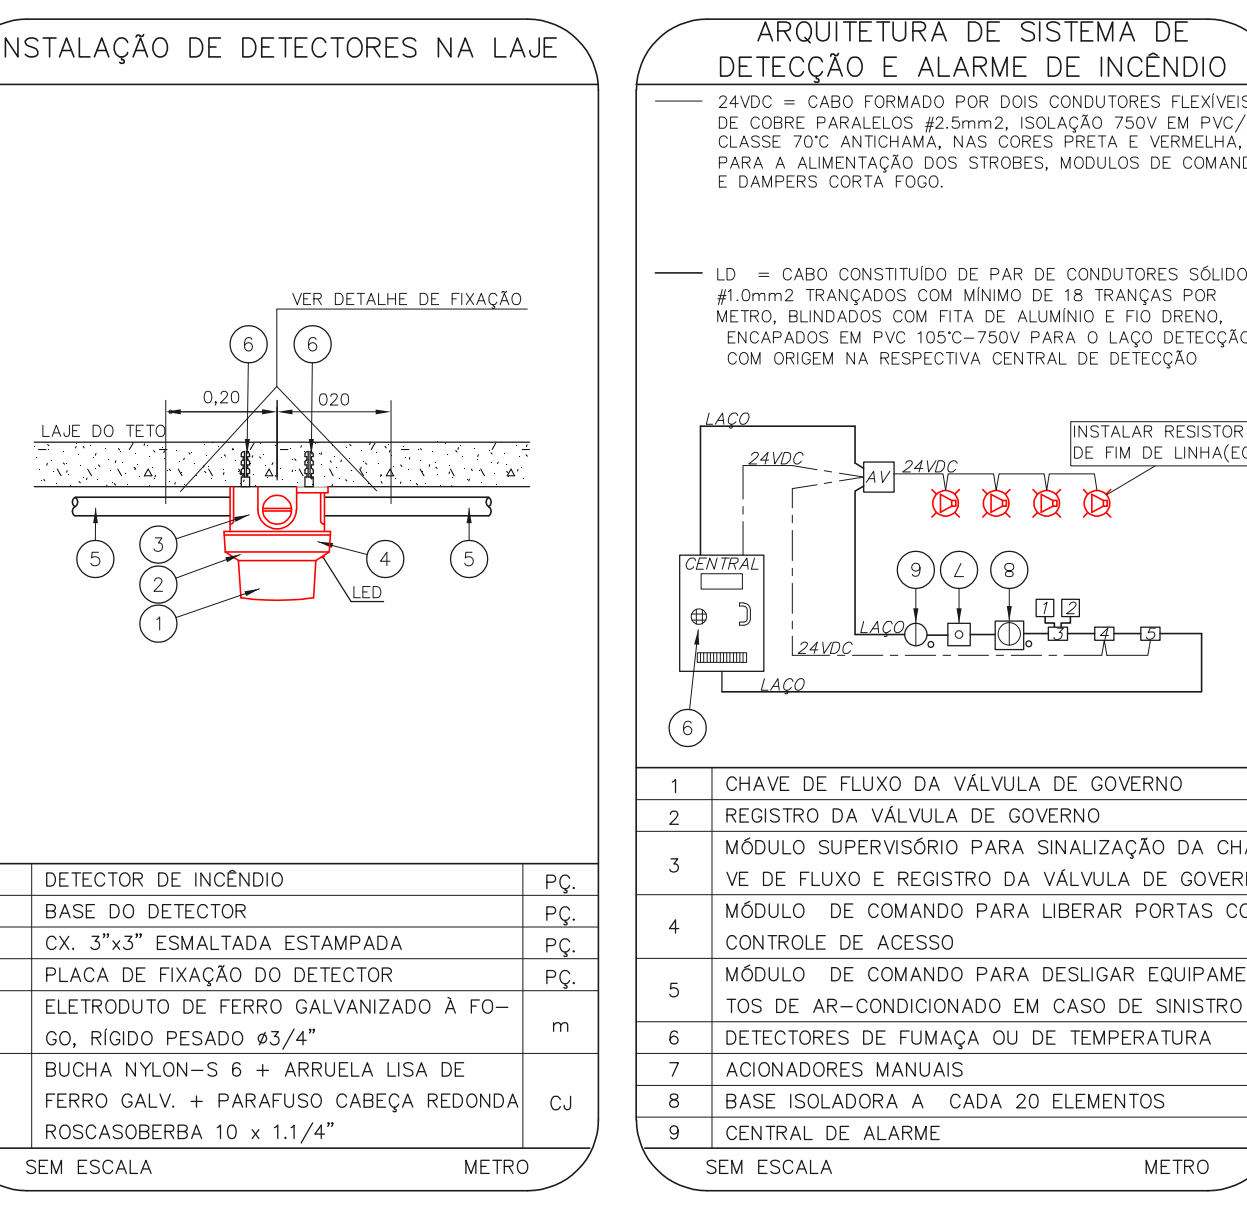 NSTALAÇÃO DE DETECTORES NA LAJE
VER DETALHE DE FIXAÇÃO
6
6
0,20
020
LAJE DO TETO
5
3
4
5
2
LED
1
DETECTOR DE INCÊNDIO PÇ.
BASE DO DETECTOR PÇ.
CX. 3"x3" ESMALTADA ESTAMPADA PÇ.
PLACA DE FIXAÇÃO DO DETECTOR PÇ.
ELETRODUTO DE FERRO GALVANIZADO À FO-
GO, RÍGIDO PESADO ø3/4" m
BUCHA NYLON-S 6 + ARRUELA LISA DE
FERRO GALV. + PARAFUSO CABEÇA REDONDA CJ
ROSCASOBERBA 10 x 1.1/4"
SEM ESCALA METRO
ARQUITETURA DE SISTEMA DE
DETECÇÃO E ALARME DE INCÊNDIO
24VDC = CABO FORMADO POR DOIS CONDUTORES FLEXÍVEIS
DE COBRE PARALELOS #2.5mm2, ISOLAÇÃO 750V EM PVC/
CLASSE 70°C ANTICHAMA, NAS CORES PRETA E VERMELHA,
PARA A ALIMENTAÇÃO DOS STROBES, MODULOS DE COMAND
E DAMPERS CORTA FOGO.
LD = CABO CONSTITUÍDO DE PAR DE CONDUTORES SÓLIDO
#1.0mm2 TRANÇADOS COM MÍNIMO DE 18 TRANÇAS POR
METRO, BLINDADOS COM FITA DE ALUMÍNIO E FIO DRENO,
ENCAPADOS EM PVC 105°C-750V PARA O LAÇO DETECÇÃO
COM ORIGEM NA RESPECTIVA CENTRAL DE DETECÇÃO
LAÇO
INSTALAR RESISTOR
DE FIM DE LINHA(EO
24VDC
AV
24VDC
CENTRAL
9
7
8
1
2
LAÇO
3
4
5
24VDC
LAÇO
6
1 CHAVE DE FLUXO DA VÁLVULA DE GOVERNO
2 REGISTRO DA VÁLVULA DE GOVERNO
3 MÓDULO SUPERVISÓRIO PARA SINALIZAÇÃO DA CHA
VE DE FLUXO E REGISTRO DA VÁLVULA DE GOVER
4 MÓDULO DE COMANDO PARA LIBERAR PORTAS CO
CONTROLE DE ACESSO
5 MÓDULO DE COMANDO PARA DESLIGAR EQUIPAME
TOS DE AR-CONDICIONADO EM CASO DE SINISTRO
6 DETECTORES DE FUMAÇA OU DE TEMPERATURA
7 ACIONADORES MANUAIS
8 BASE ISOLADORA A CADA 20 ELEMENTOS
9 CENTRAL DE ALARME
SEM ESCALA METRO